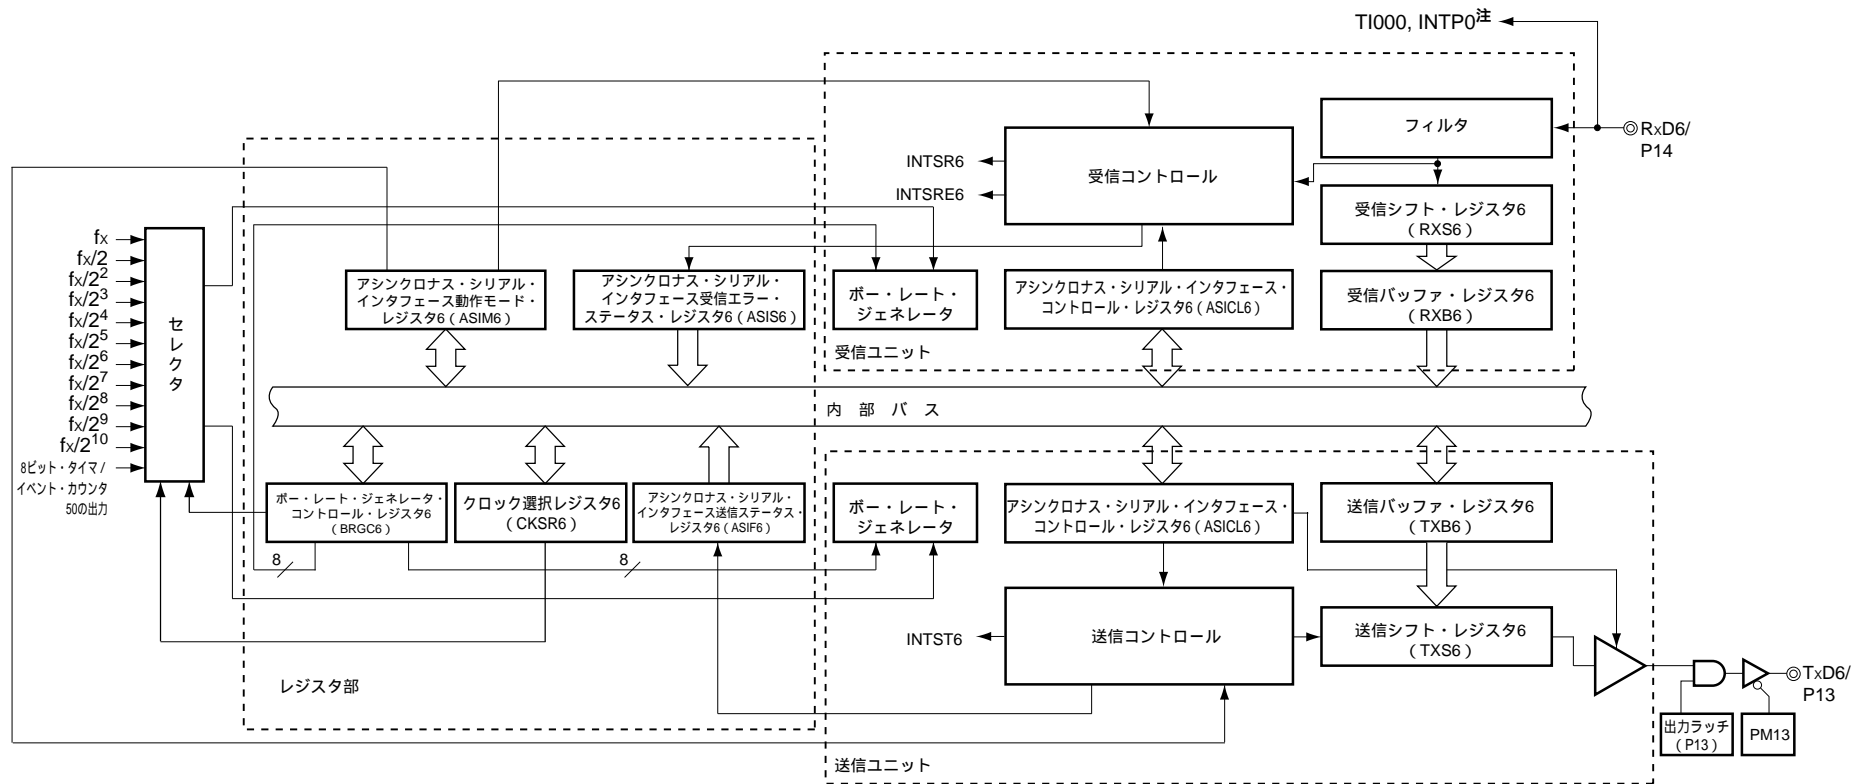 TI000, INTP0注
RxD6/
P14
フィルタ
受信コントロール
INTSR6
INTSRE6
受信シフト・レジスタ6
（RXS6）
受信バッファ・レジスタ6
（RXB6）
アシンクロナス・シリアル・インタフェース・
コントロール・レジスタ6（ASICL6）
ボー・レート・
ジェネレータ
受信ユニット
アシンクロナス・シリアル・
インタフェース動作モード・
レジスタ6（ASIM6）
アシンクロナス・シリアル・
インタフェース受信エラー・
ステータス・レジスタ6（ASIS6）
fx
fx/2
fx/2²
fx/2³
fx/2⁴
fx/2⁵
fx/2⁶
fx/2⁷
fx/2⁸
fx/2⁹
fx/2¹⁰
8ビット・タイマ/
イベント・カウンタ
50の出力
セレクタ
内 部 バ ス
ボー・レート・ジェネレータ・
コントロール・レジスタ6
（BRGC6）
クロック選択レジスタ6
（CKSR6）
アシンクロナス・シリアル・
インタフェース送信ステータス・
レジスタ6（ASIF6）
8
8
レジスタ部
ボー・レート・
ジェネレータ
アシンクロナス・シリアル・インタフェース・
コントロール・レジスタ6（ASICL6）
送信バッファ・レジスタ6
（TXB6）
INTST6
送信コントロール
送信シフト・レジスタ6
（TXS6）
TxD6/
P13
出力ラッチ
（P13）
PM13
送信ユニット